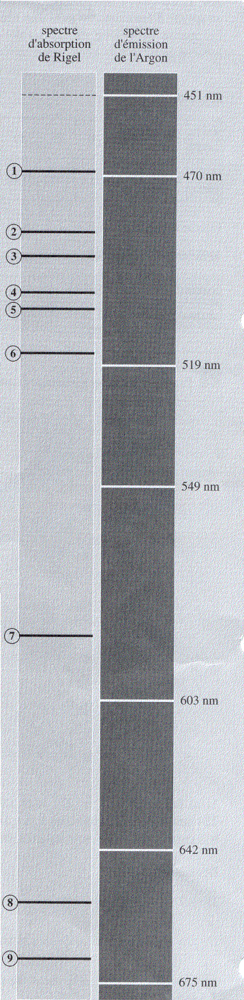 spectre
d'absorption
de Rigel
spectre
d'émission
de l'Argon
451 nm
1
470 nm
2
3
4
5
6
519 nm
549 nm
7
603 nm
642 nm
8
9
675 nm